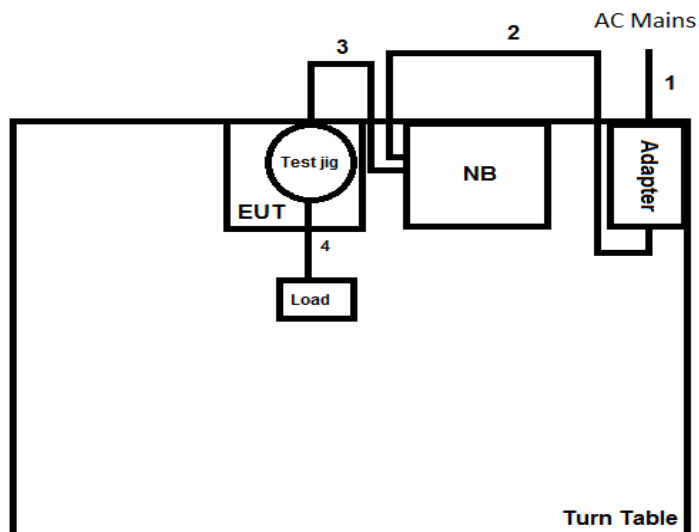 AC Mains
3
2
1
Test jig
NB
Adapter
EUT
4
Load
Turn Table